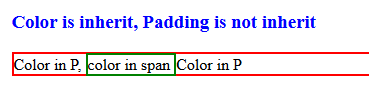 Color is inherit, Padding is not inherit
Color in P, color in span Color in P